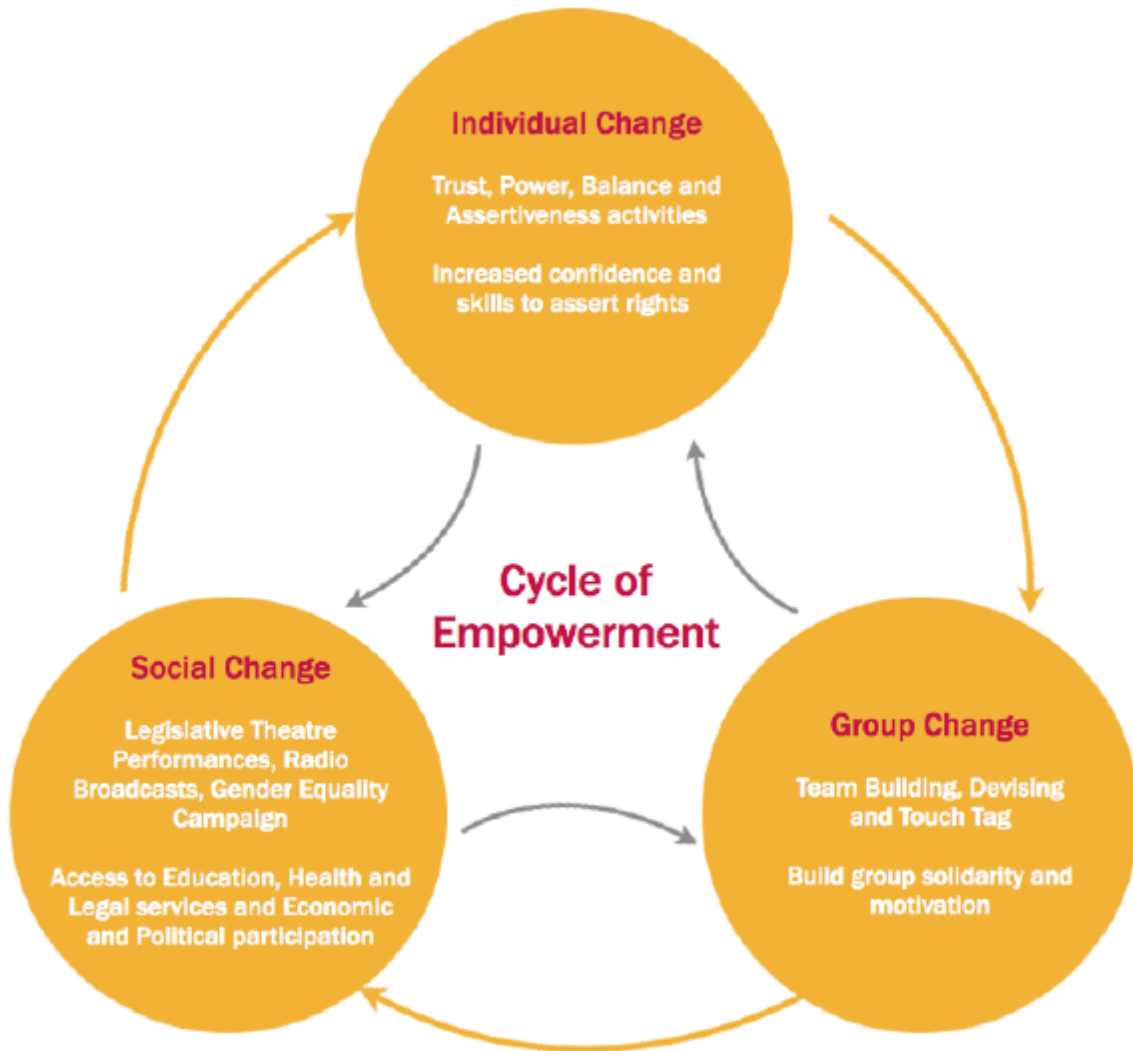 Individual Change
Trust, Power, Balance and
Assertiveness activities
Increased confidence and
skills to assert rights
Cycle of
Empowerment
Social Change
Legislative Theatre
Performances, Radio
Broadcasts, Gender Equality
Campaign
Access to Education, Health and
Legal services and Economic
and Political participation
Group Change
Team Building, Devising
and Touch Tag
Build group solidarity and
motivation